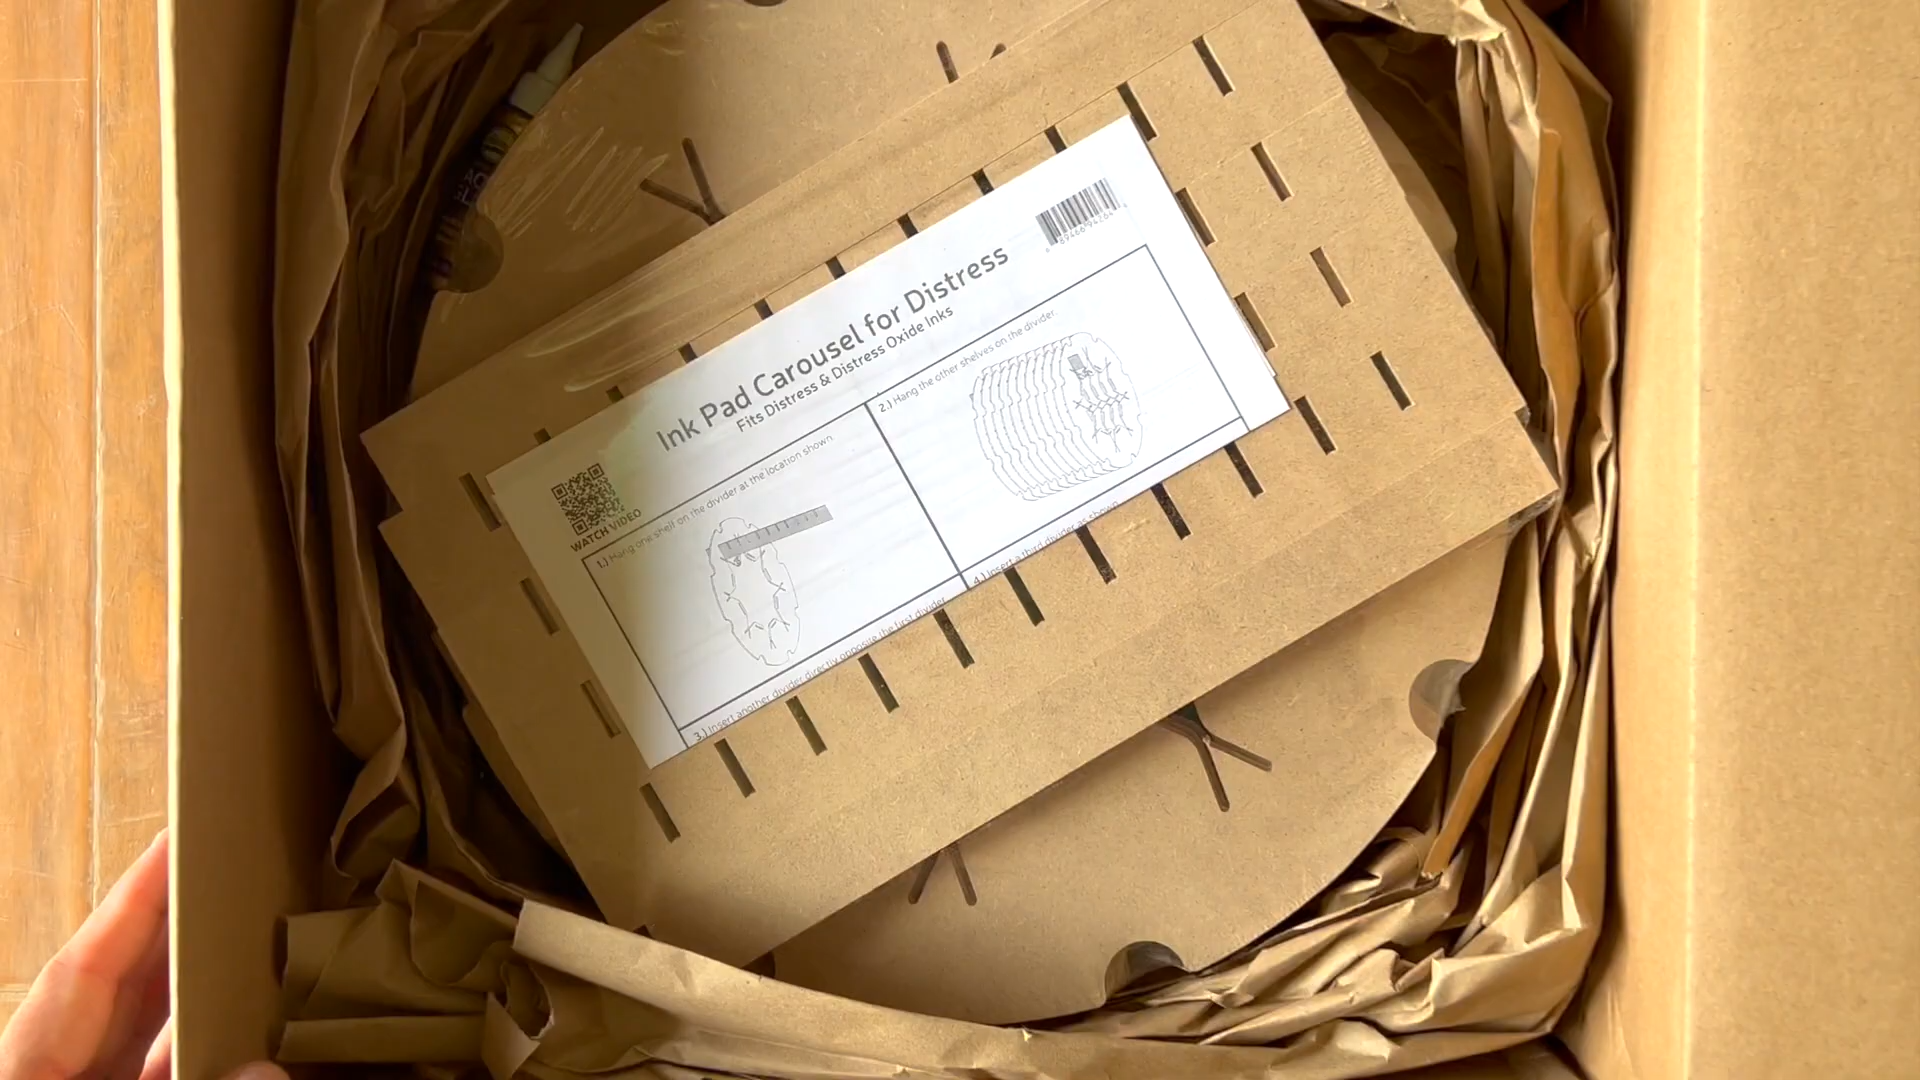 Ink Pad Carousel for Distress
Fits Distress & Distress Oxide Inks
WATCH VIDEO
1.) Hang one shelf on the divider at the location shown.
2.) Hang the other shelves on the divider.
3.) Insert another divider directly opposite the first divider.
4.) Insert a third divider as shown.